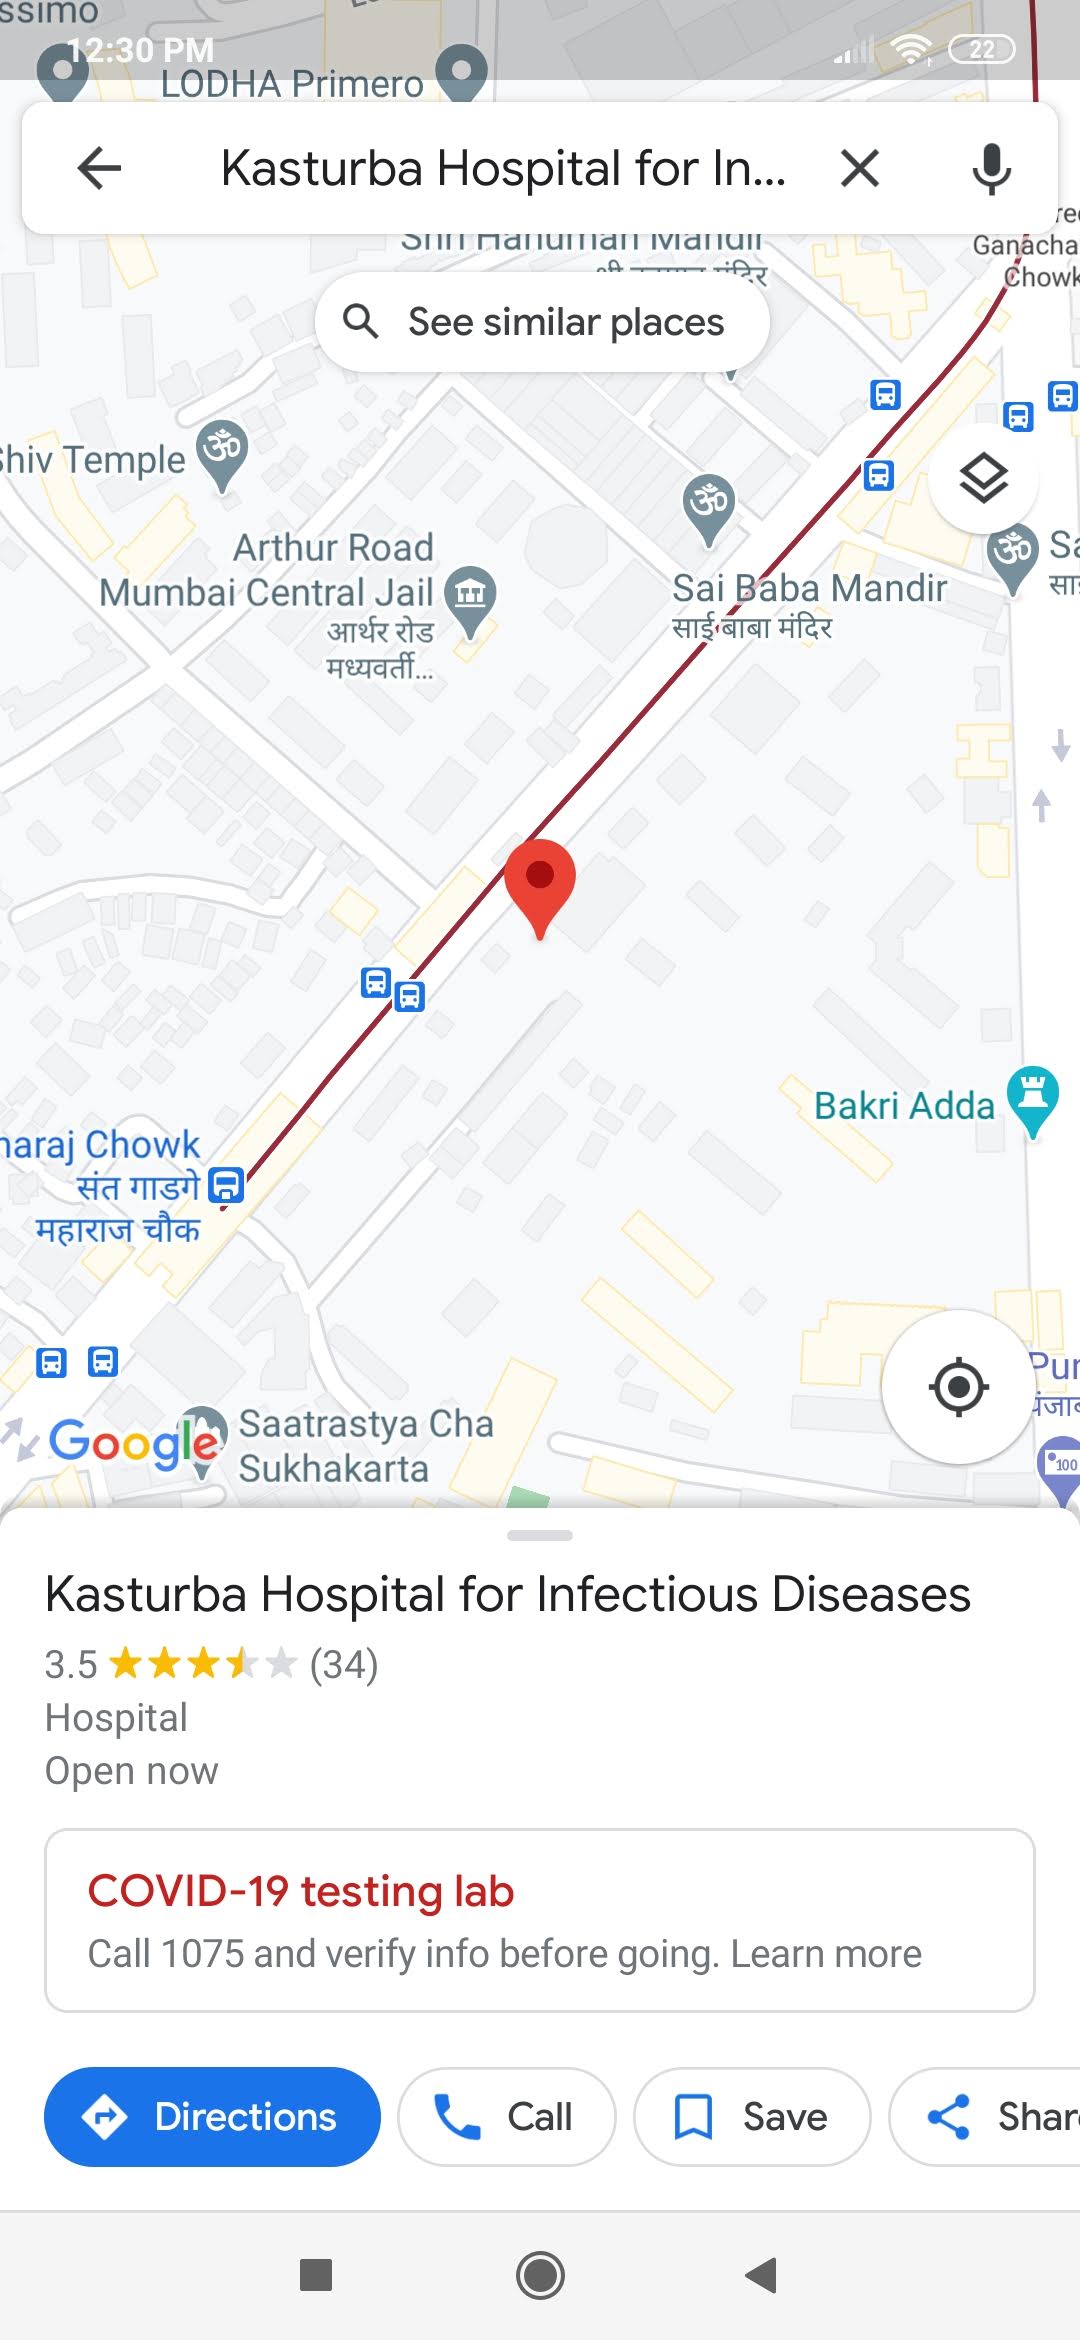 ssimo
12:30 PM
22
LODHA Primero
Kasturba Hospital for In...
Shri Hanuman Mandir
मंदिर
Ganacha
Chowk
See similar places
Shiv Temple
Arthur Road
Mumbai Central Jail
आर्थर रोड
मध्यवर्ती...
Sai Baba Mandir
साई बाबा मंदिर
Sa
साई
Bakri Adda
haraj Chowk
संत गाडगे
महाराज चौक
Pun
पंजाब
100
Google
Saatrastya Cha
Sukhakarta
Kasturba Hospital for Infectious Diseases
3.5 (34)
Hospital
Open now
COVID-19 testing lab
Call 1075 and verify info before going. Learn more
Directions
Call
Save
Shar